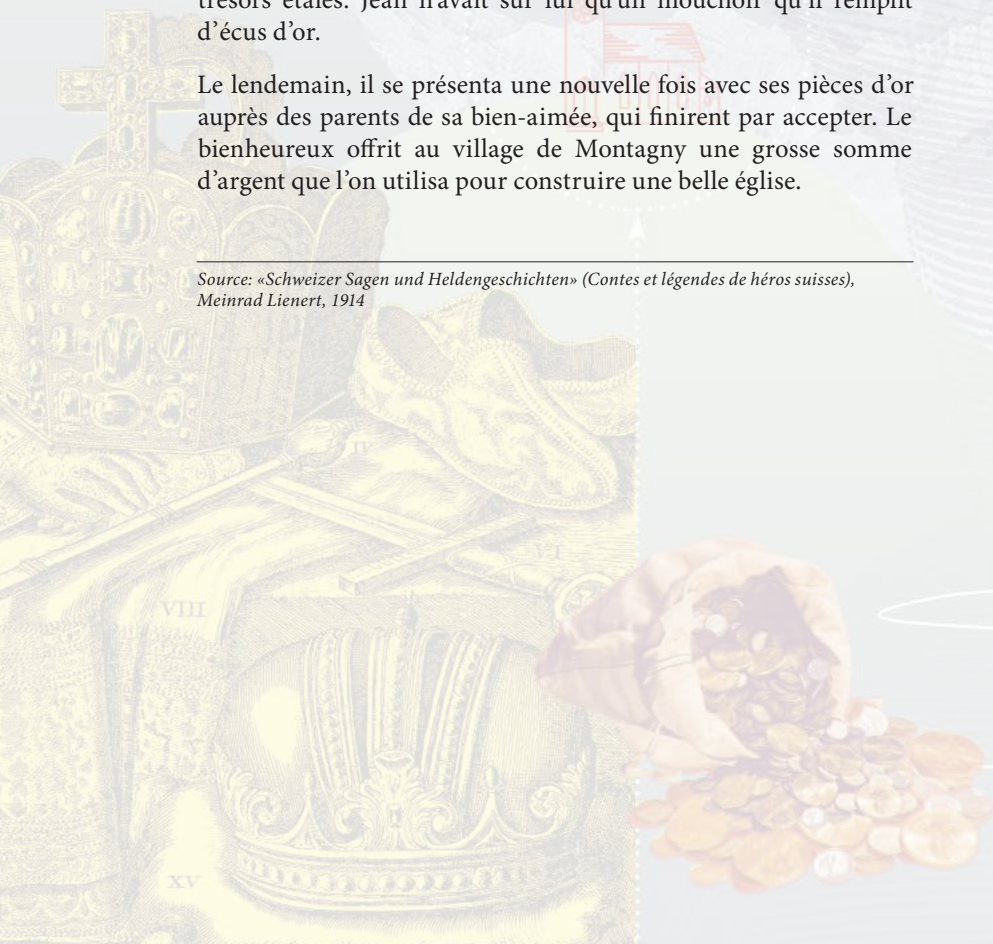 trésors étalés. Jean n'avait sur lui qu'un mouchoir qu'il remplit
d'écus d'or.
Le lendemain, il se présenta une nouvelle fois avec ses pièces d'or
auprès des parents de sa bien-aimée, qui finirent par accepter. Le
bienheureux offrit au village de Montagny une grosse somme
d'argent que l'on utilisa pour construire une belle église.
Source: «Schweizer Sagen und Heldengeschichten» (Contes et légendes de héros suisses),
Meinrad Lienert, 1914
IV
VI
VIII
XV